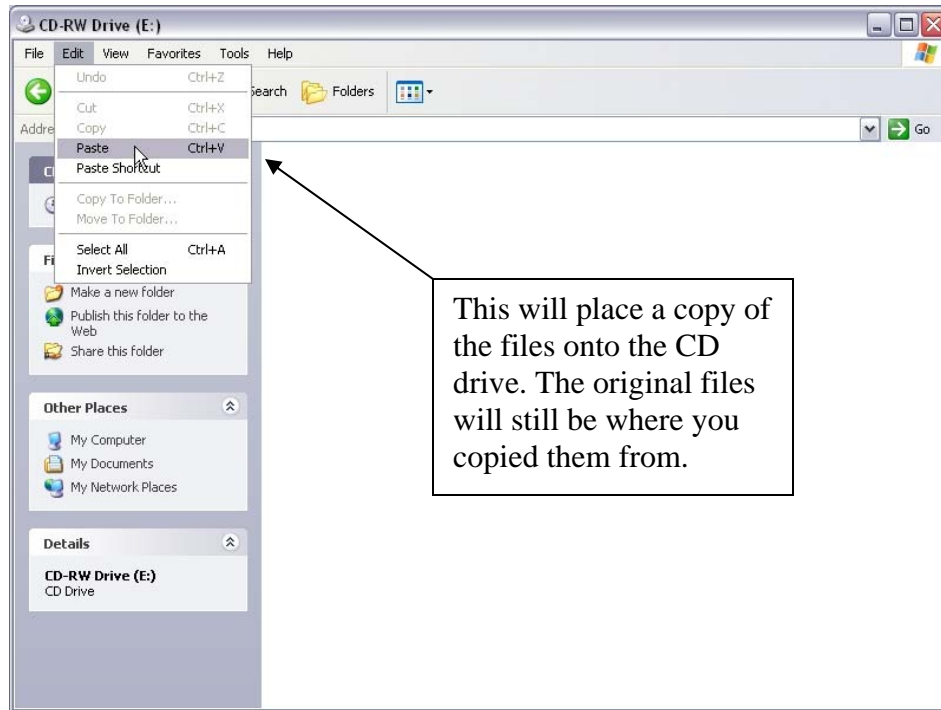 CD-RW Drive (E:)
File Edit View Favorites Tools Help
Undo Ctrl+Z
Search Folders
Cut Ctrl+X
Addre Copy Ctrl+C Go
Paste Ctrl+V
Paste Shortcut
Copy To Folder...
Move To Folder...
Select All Ctrl+A
Fi
Invert Selection
Make a new folder
Publish this folder to the
Web
Share this folder
Other Places
My Computer
My Documents
My Network Places
Details
CD-RW Drive (E:)
CD Drive
This will place a copy of
the files onto the CD
drive. The original files
will still be where you
copied them from.